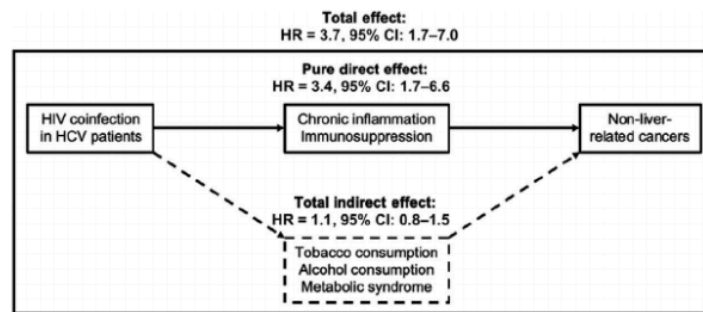 Total effect:
HR = 3.7, 95% CI: 1.7–7.0
Pure direct effect:
HR = 3.4, 95% CI: 1.7–6.6
HIV coinfection
in HCV patients
Chronic inflammation
Immunosuppression
Non-liver-
related cancers
Total indirect effect:
HR = 1.1, 95% CI: 0.8–1.5
Tobacco consumption
Alcohol consumption
Metabolic syndrome